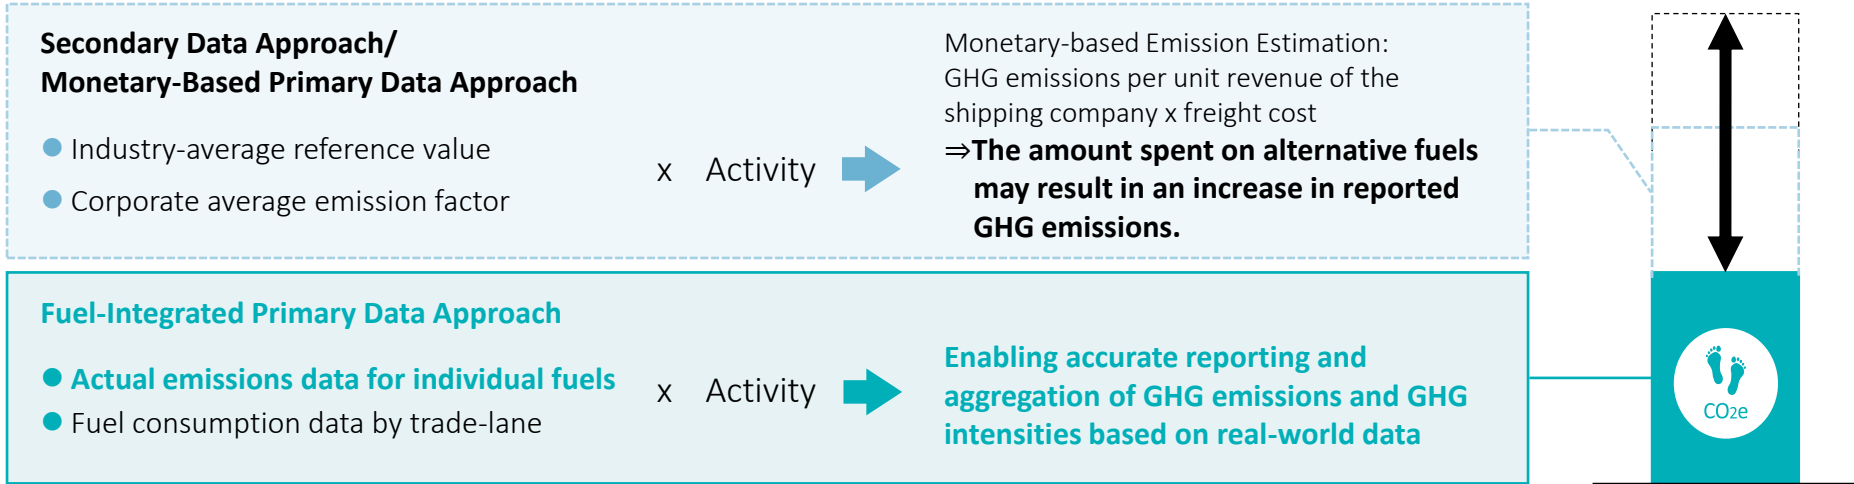 Secondary Data Approach/
Monetary-Based Primary Data Approach
Industry-average reference value
Corporate average emission factor
x Activity
Monetary-based Emission Estimation:
GHG emissions per unit revenue of the
shipping company x freight cost
⇒The amount spent on alternative fuels
may result in an increase in reported
GHG emissions.
Fuel-Integrated Primary Data Approach
Actual emissions data for individual fuels
Fuel consumption data by trade-lane
x Activity
Enabling accurate reporting and
aggregation of GHG emissions and GHG
intensities based on real-world data
CO2e